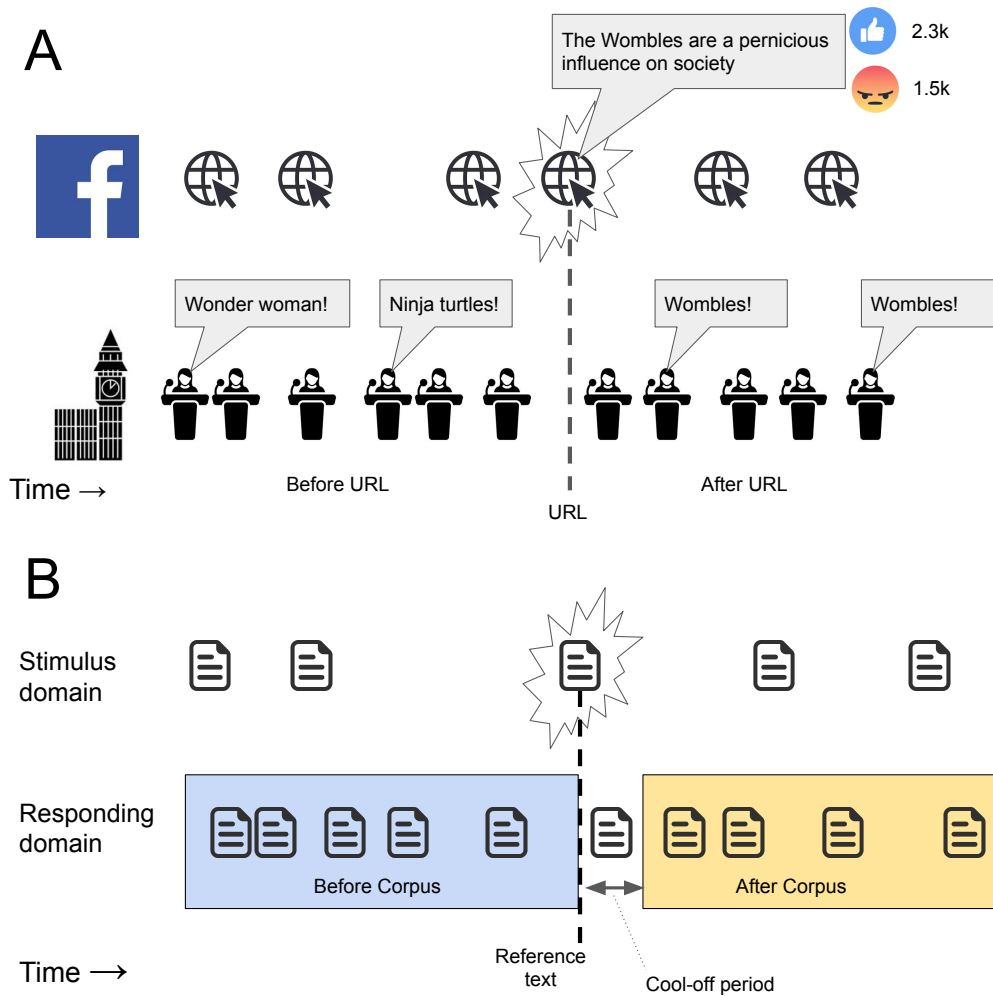 A
The Wombles are a pernicious
influence on society
2.3k
1.5k
f
Wonder woman!
Ninja turtles!
Wombles!
Wombles!
Time →
Before URL
After URL
URL
B
Stimulus
domain
Responding
domain
Before Corpus
After Corpus
Time →
Reference
text
Cool-off period